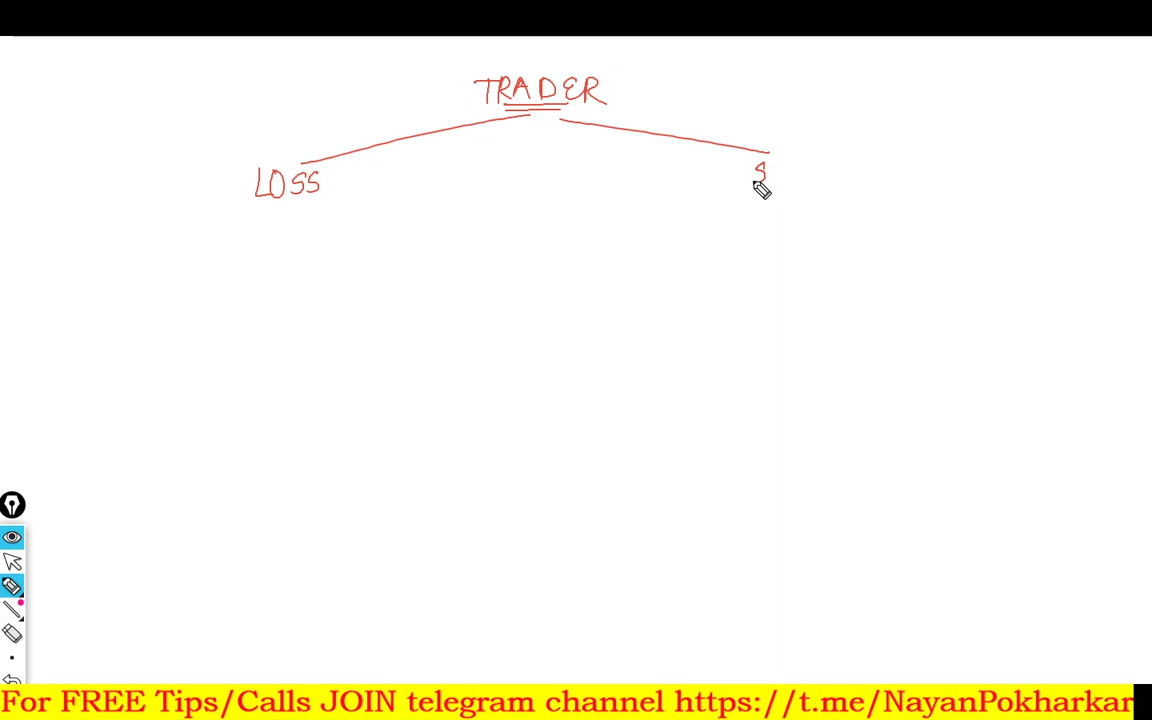 TRADER
LOSS
S
For FREE Tips/Calls JOIN telegram channel https://t.me/NayanPokharkar